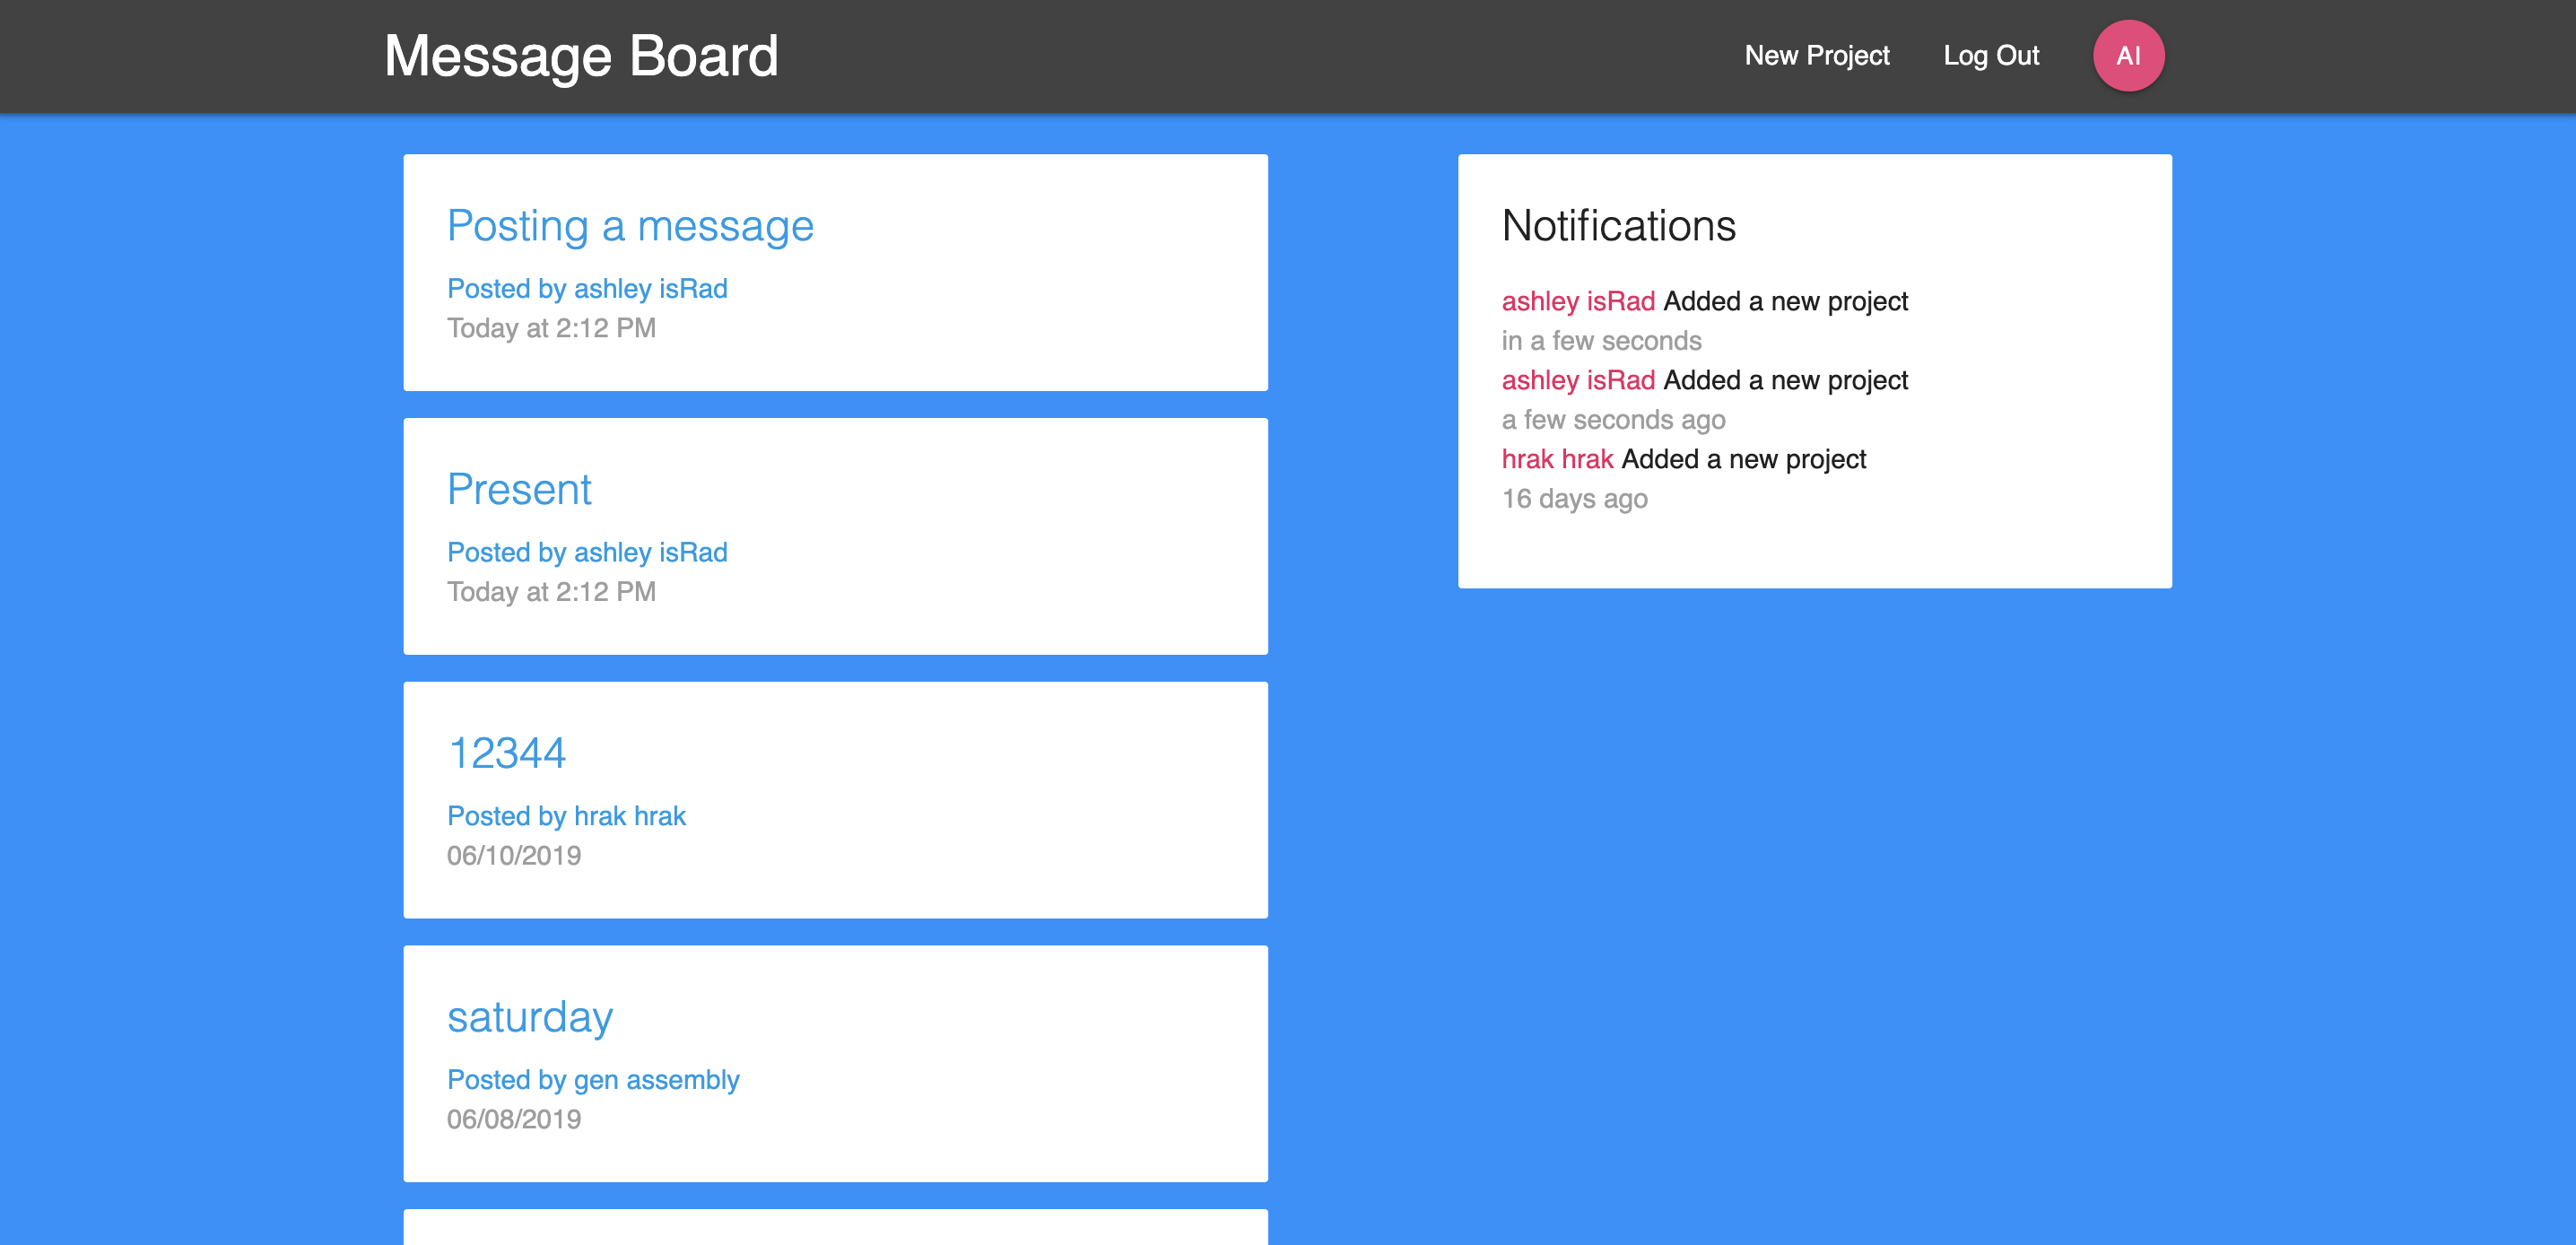 Message Board
New Project
Log Out
AI
Posting a message
Posted by ashley isRad
Today at 2:12 PM
Present
Posted by ashley isRad
Today at 2:12 PM
12344
Posted by hrak hrak
06/10/2019
saturday
Posted by gen assembly
06/08/2019
Notifications
ashley isRad Added a new project
in a few seconds
ashley isRad Added a new project
a few seconds ago
hrak hrak Added a new project
16 days ago